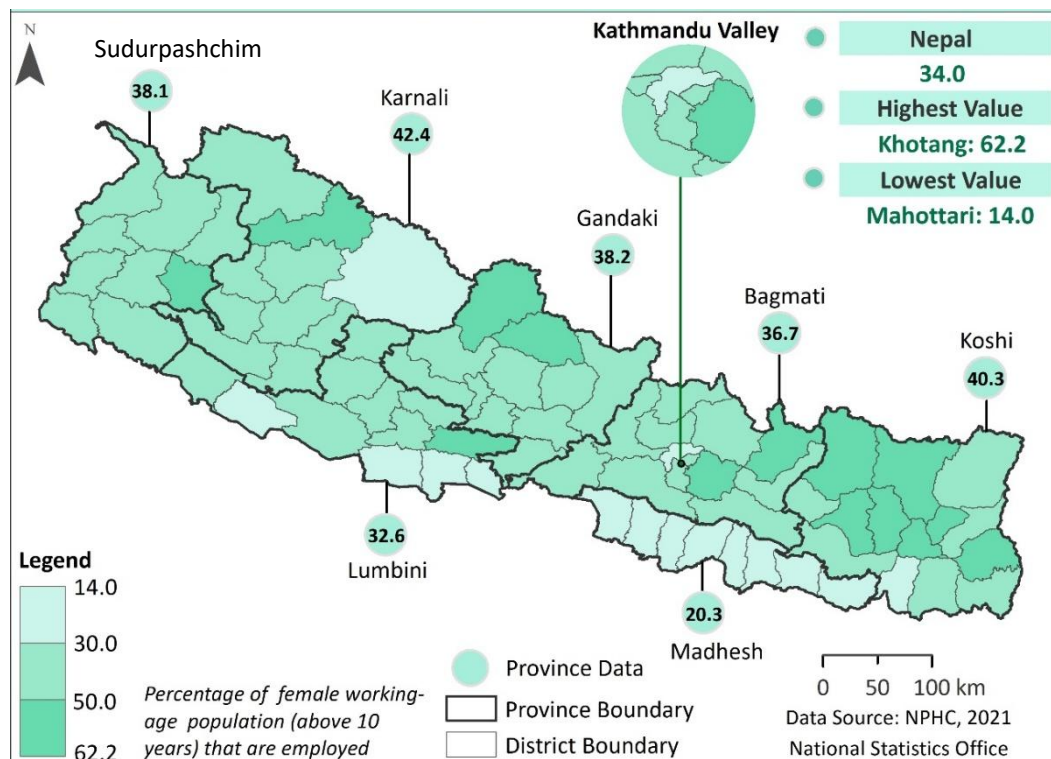 N
Sudurpashchim
38.1
Karnali
42.4
Kathmandu Valley
Nepal
34.0
Highest Value
Khotang: 62.2
Lowest Value
Mahottari: 14.0
Gandaki
38.2
Bagmati
36.7
Koshi
40.3
32.6
Lumbini
20.3
Madhesh
Legend
14.0
30.0
50.0
62.2
Percentage of female working-
age population (above 10
years) that are employed
Province Data
Province Boundary
District Boundary
0 50 100 km
Data Source: NPHC, 2021
National Statistics Office